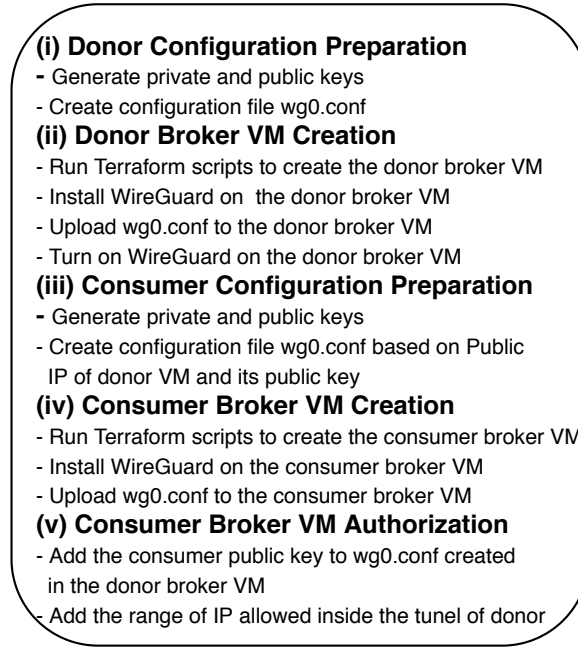 (i) Donor Configuration Preparation
- Generate private and public keys
- Create configuration file wg0.conf
(ii) Donor Broker VM Creation
- Run Terraform scripts to create the donor broker VM
- Install WireGuard on the donor broker VM
- Upload wg0.conf to the donor broker VM
- Turn on WireGuard on the donor broker VM
(iii) Consumer Configuration Preparation
- Generate private and public keys
- Create configuration file wg0.conf based on Public
IP of donor VM and its public key
(iv) Consumer Broker VM Creation
- Run Terraform scripts to create the consumer broker VM
- Install WireGuard on the consumer broker VM
- Upload wg0.conf to the consumer broker VM
(v) Consumer Broker VM Authorization
- Add the consumer public key to wg0.conf created
in the donor broker VM
- Add the range of IP allowed inside the tunel of donor